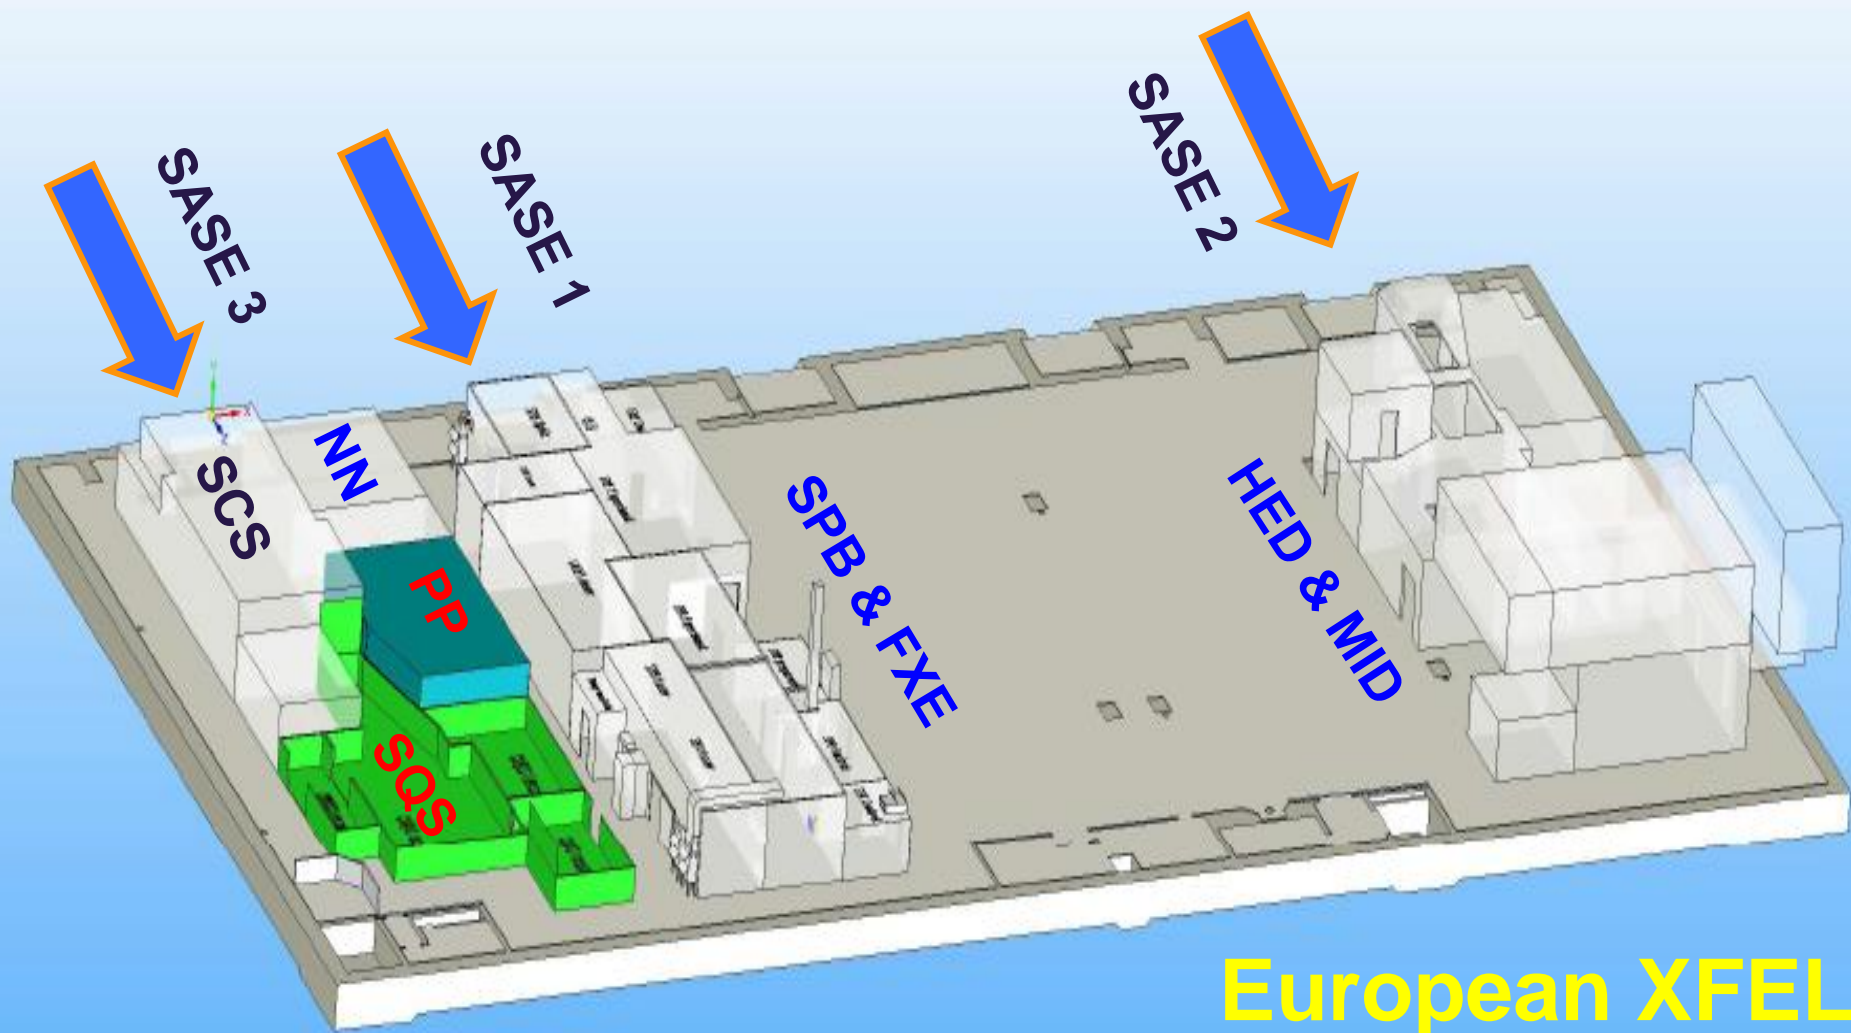 SASE 3
SASE 1
SASE 2
SCS
NN
PP
SQS
SPB & FXE
HED & MID
European XFEL